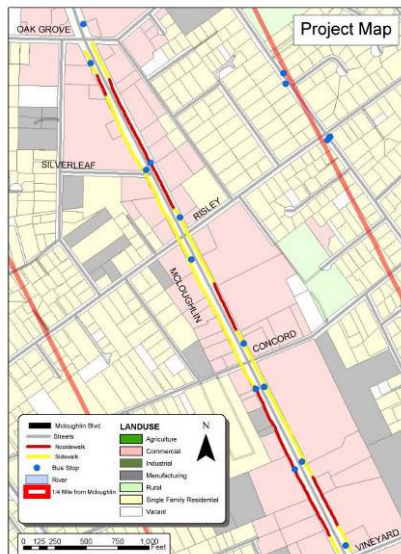 Project Map
OAK GROVE
SILVERLEAF
RISLEY
MCLOUGHLIN
CONCORD
VINEYARD
Mcloughlin Blvd
Streets
Nosidewalk
Sidewalk
Bus Stop
River
1/4 Mile from Mcloughlin
LANDUSE
Agriculture
Commercial
Industrial
Manufacturing
Rural
Single Family Residential
Vacant
N
0 125 250 500 750 1,000
Feet